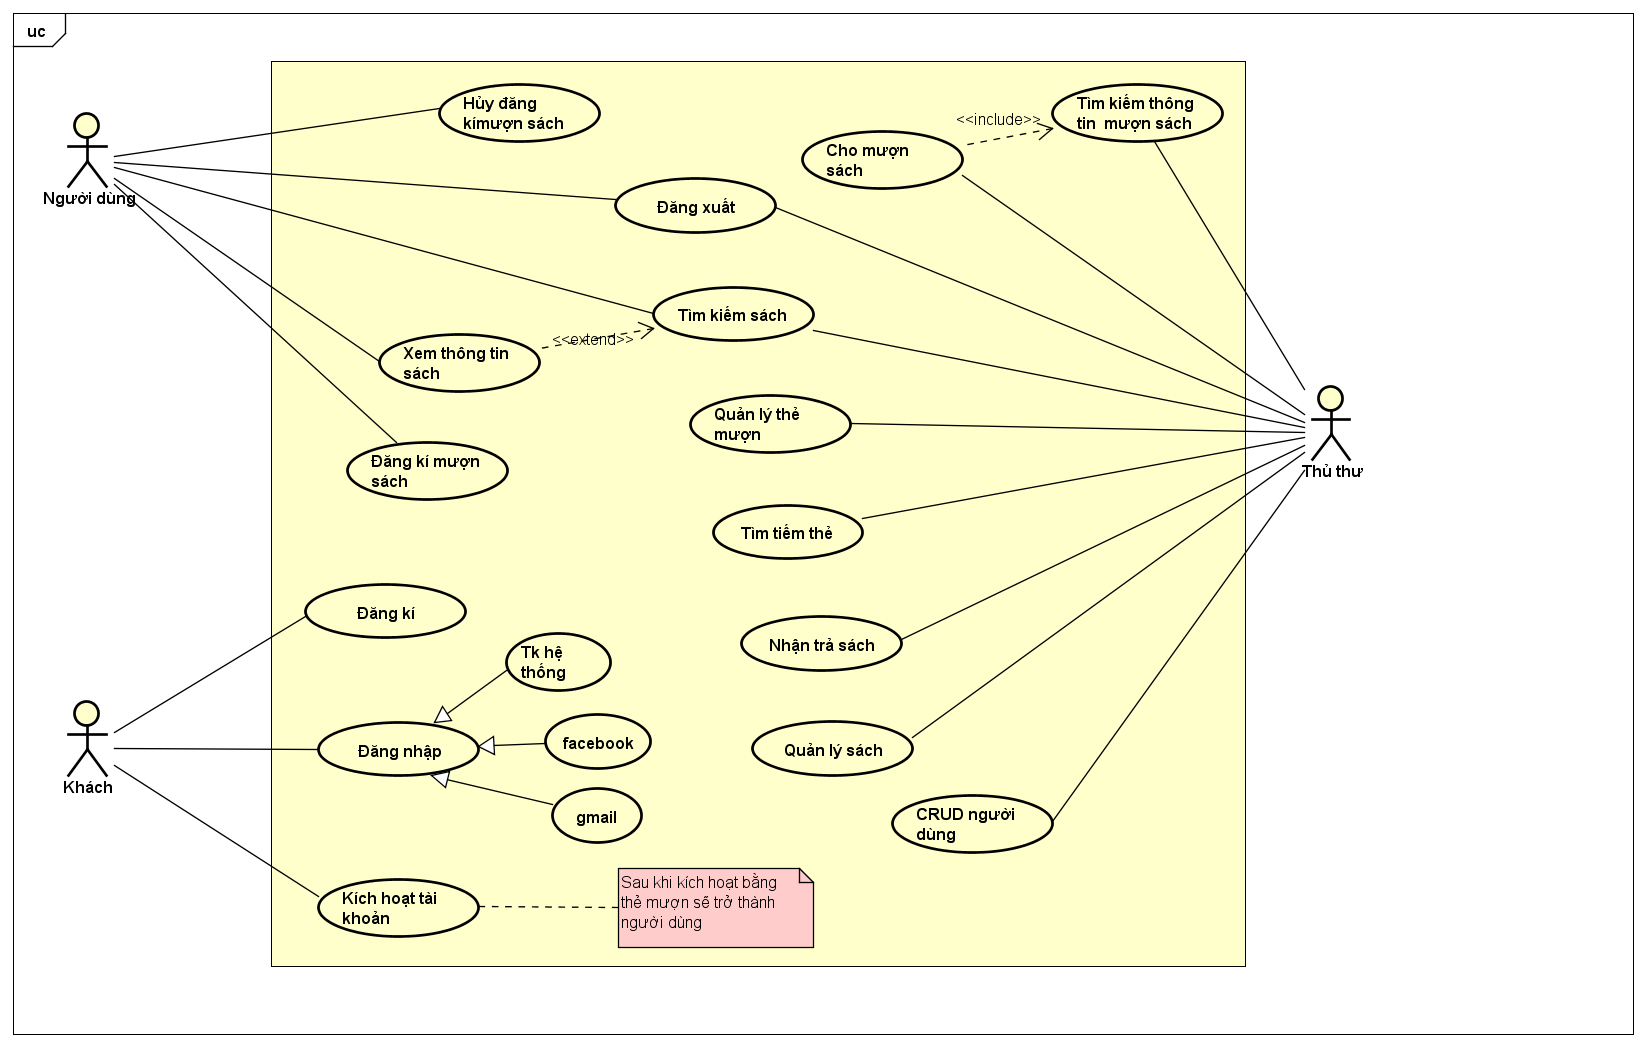 uc
Hủy đăng
kímượn sách
Tìm kiếm thông
tin  mượn sách
<<include>>
Cho mượn
sách
Người dùng
Đăng xuất
Tìm kiếm sách
<<extend>>
Xem thông tin
sách
Quản lý thẻ
mượn
Đăng kí mượn
sách
Thủ thư
Tìm tiếm thẻ
Đăng kí
Nhận trả sách
Tk hệ
thống
Đăng nhập
facebook
Quản lý sách
Khách
gmail
CRUD người
dùng
Kích hoạt tài
khoản
Sau khi kích hoạt bằng
thẻ mượn sẽ trở thành
người dùng